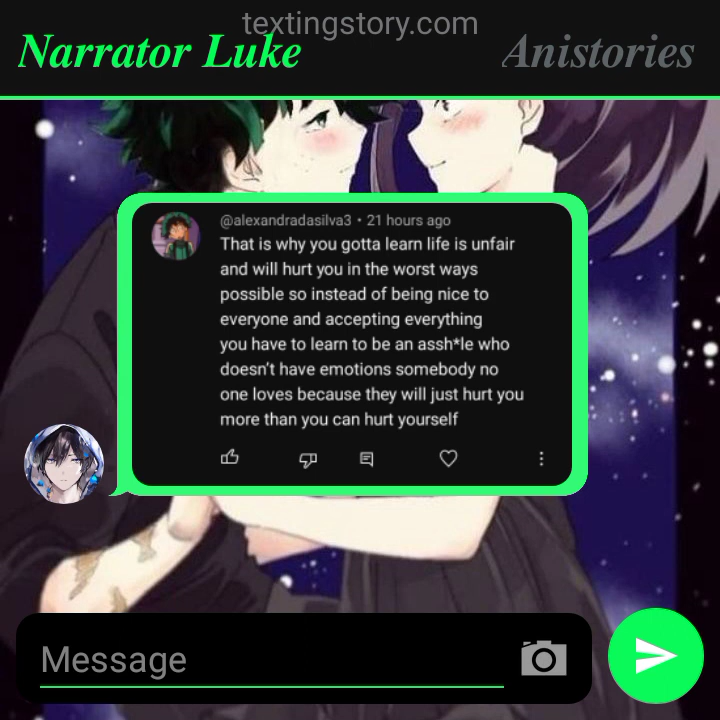 textingstory.com
Narrator Luke Anistories
@alexandradasilva3 • 21 hours ago
That is why you gotta learn life is unfair
and will hurt you in the worst ways
possible so instead of being nice to
everyone and accepting everything
you have to learn to be an assh*le who
doesn't have emotions somebody no
one loves because they will just hurt you
more than you can hurt yourself
Message